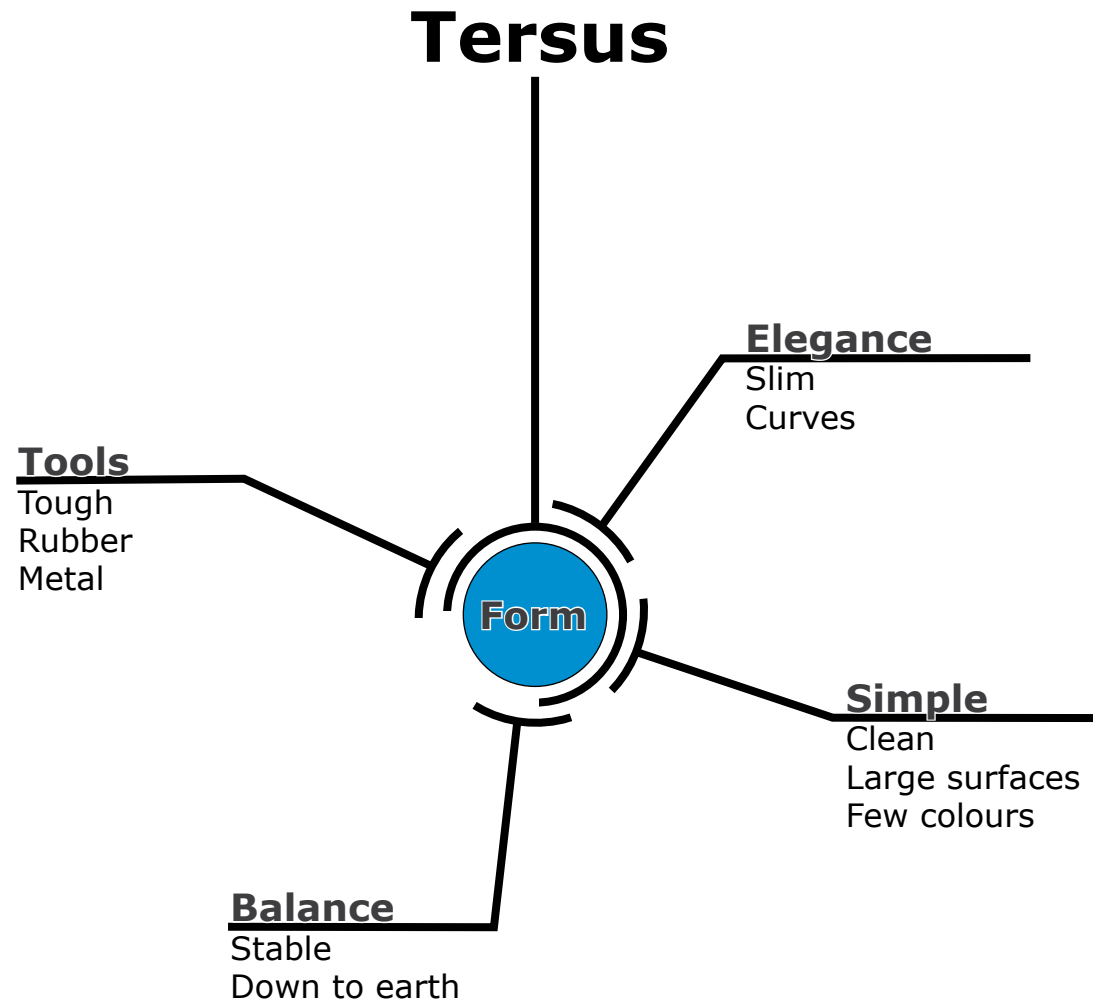 Tersus
Elegance
Slim
Curves
Tools
Tough
Rubber
Metal
Form
Simple
Clean
Large surfaces
Few colours
Balance
Stable
Down to earth